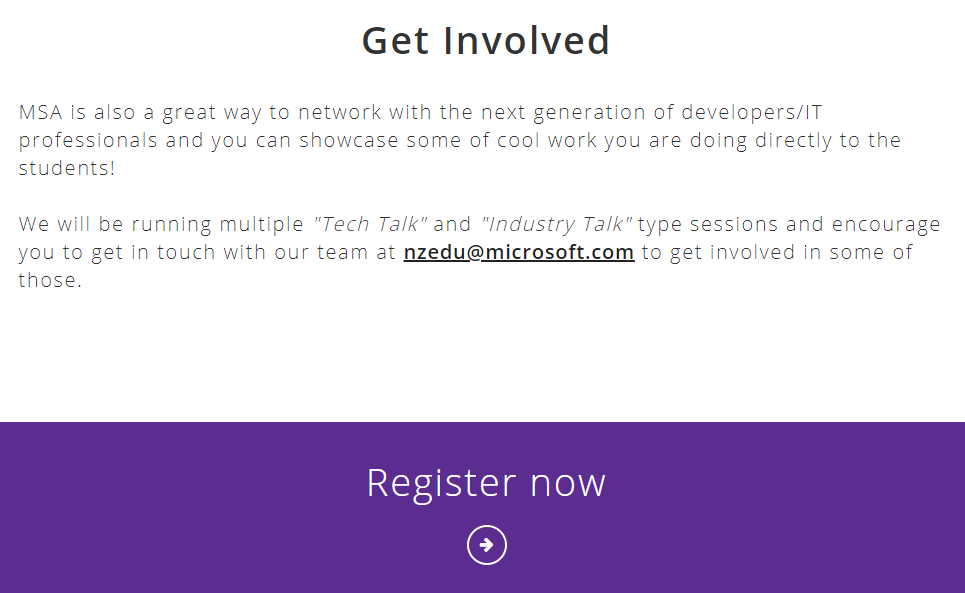 Get Involved
MSA is also a great way to network with the next generation of developers/IT
professionals and you can showcase some of cool work you are doing directly to the
students!
We will be running multiple "Tech Talk" and "Industry Talk" type sessions and encourage
you to get in touch with our team at nzedu@microsoft.com to get involved in some of
those.
Register now